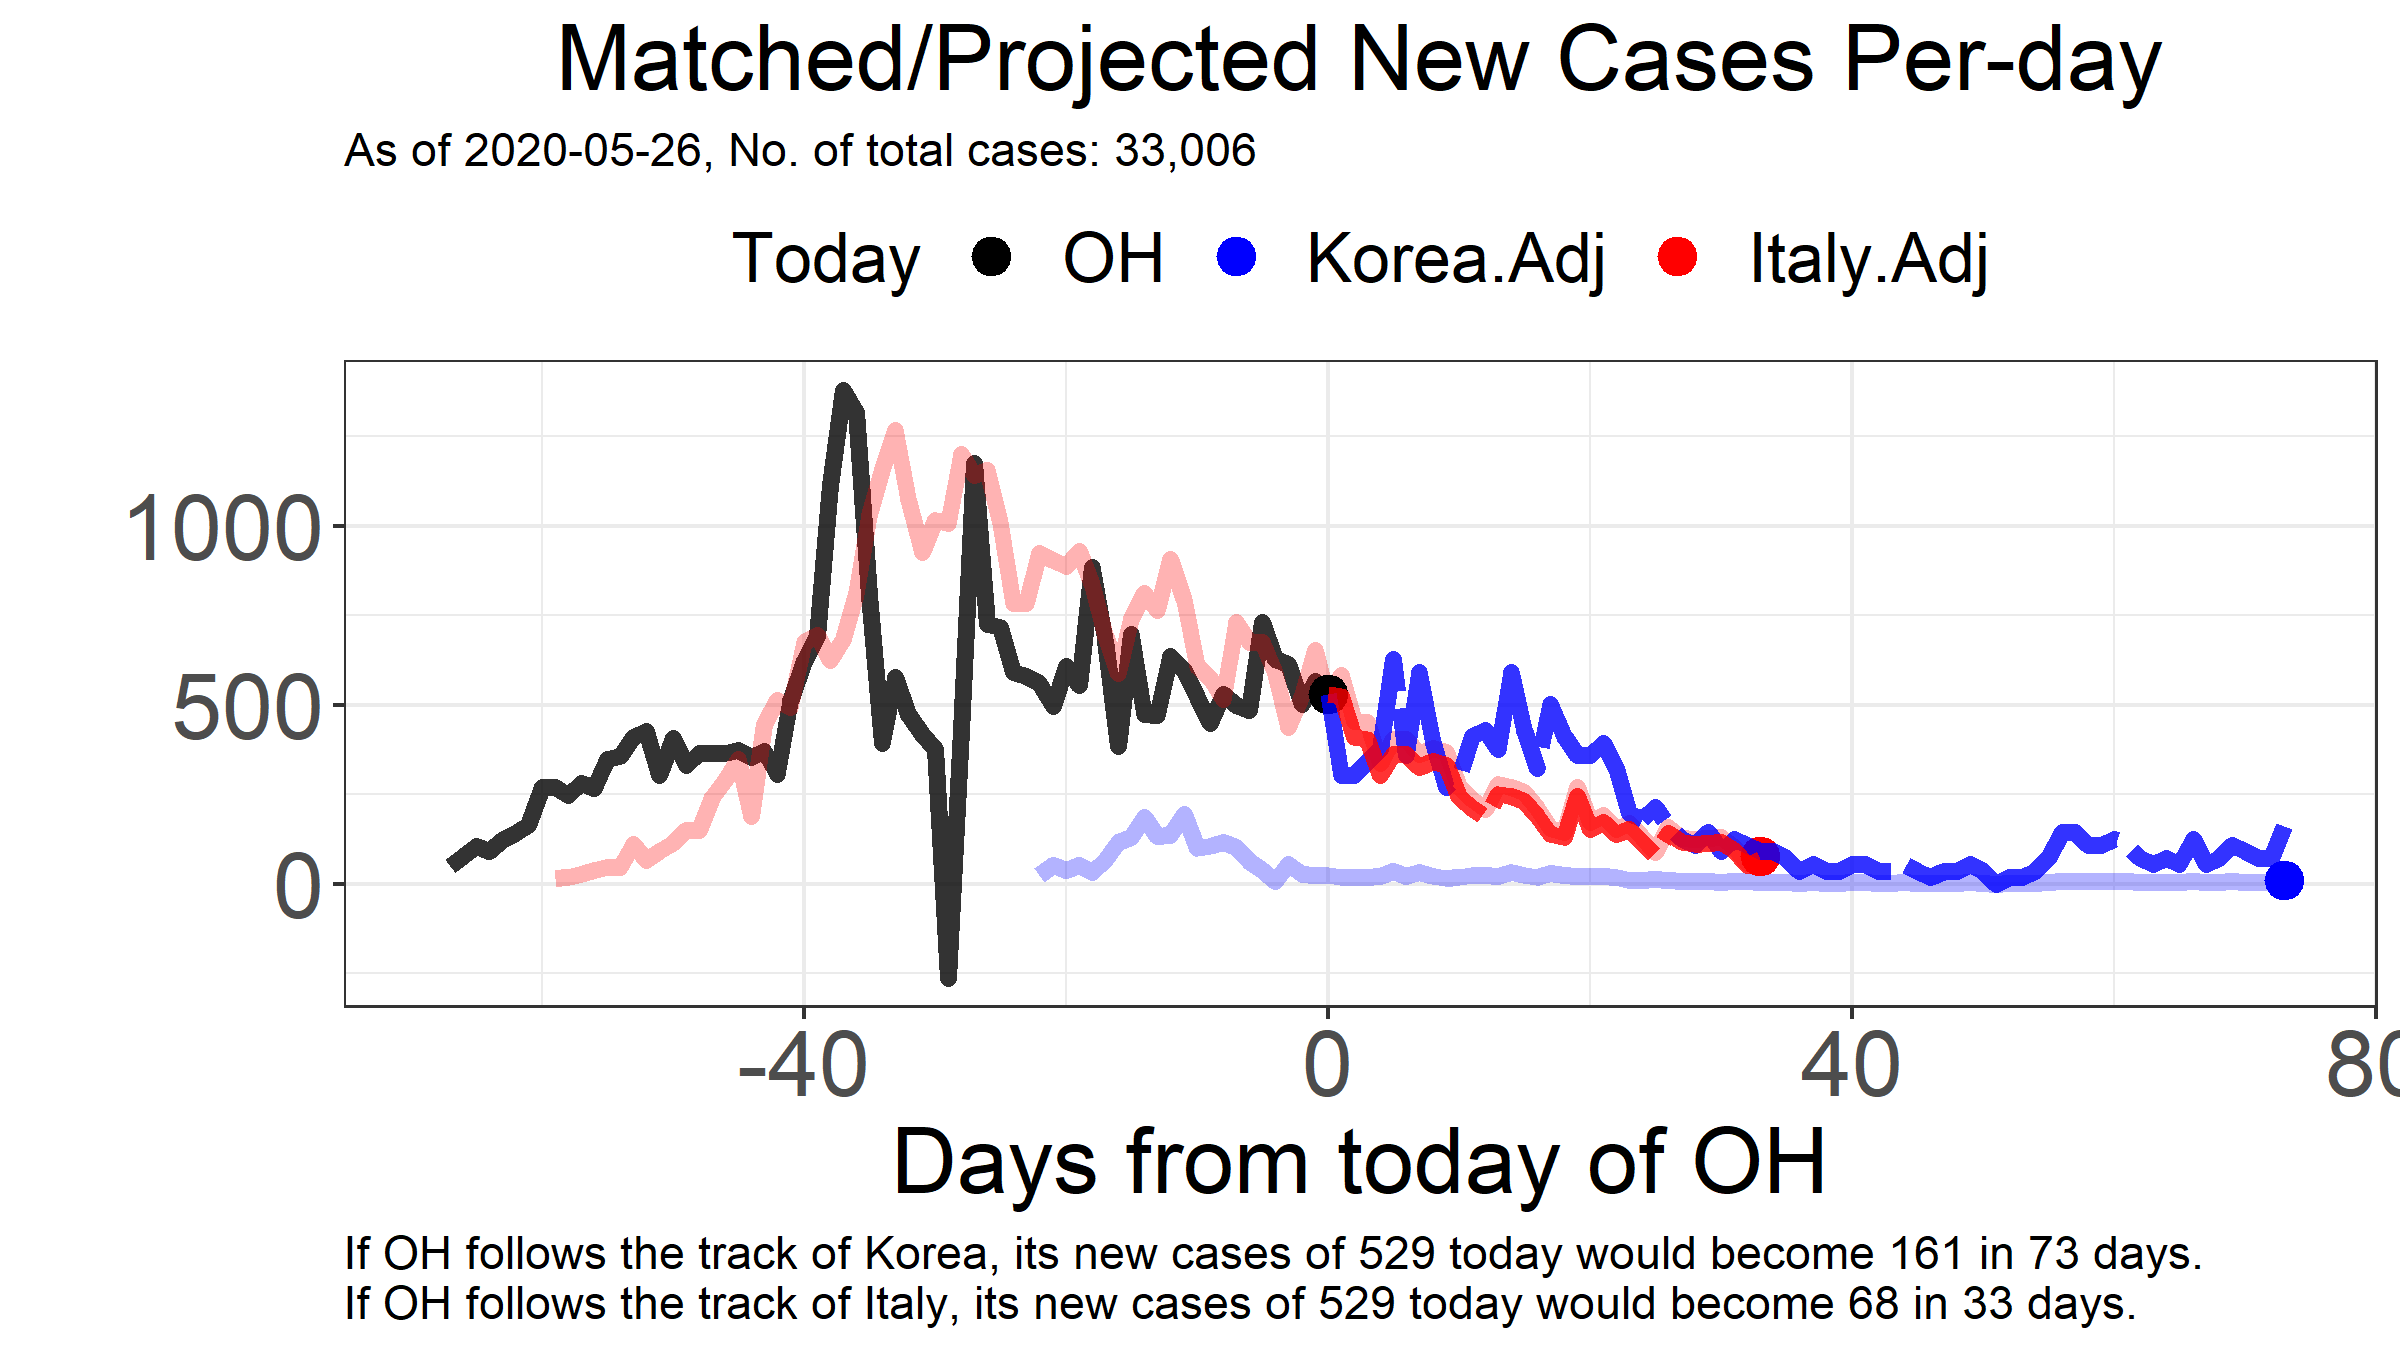 Matched/Projected New Cases Per-day
As of 2020-05-26, No. of total cases: 33,006
Today OH Korea.Adj Italy.Adj
1000
500
0
-40 0 40 80
Days from today of OH
If OH follows the track of Korea, its new cases of 529 today would become 161 in 73 days.
If OH follows the track of Italy, its new cases of 529 today would become 68 in 33 days.